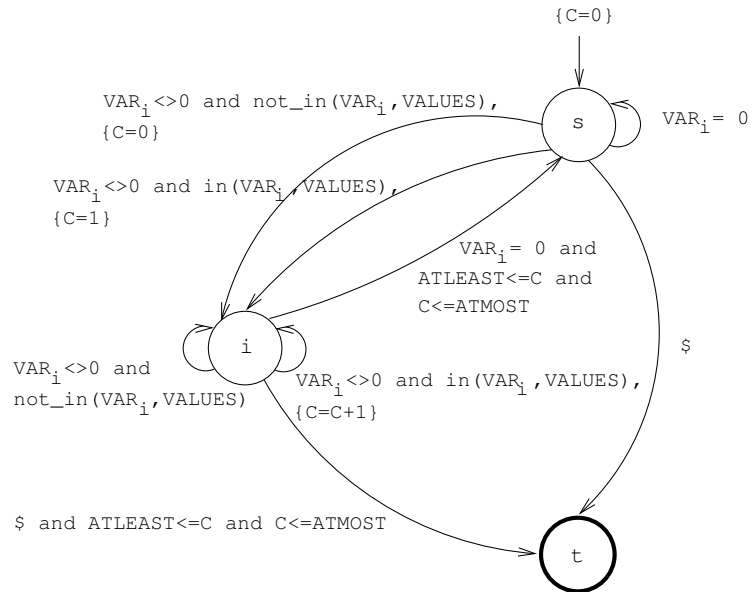 {C=0}
VAR_i<>0 and not_in(VAR_i,VALUES),
{C=0}
s
VAR_i= 0
VAR_i<>0 and in(VAR_i,VALUES),
{C=1}
VAR_i= 0 and
ATLEAST<=C and
C<=ATMOST
i
$
VAR_i<>0 and
not_in(VAR_i,VALUES)
VAR_i<>0 and in(VAR_i,VALUES),
{C=C+1}
$ and ATLEAST<=C and C<=ATMOST
t